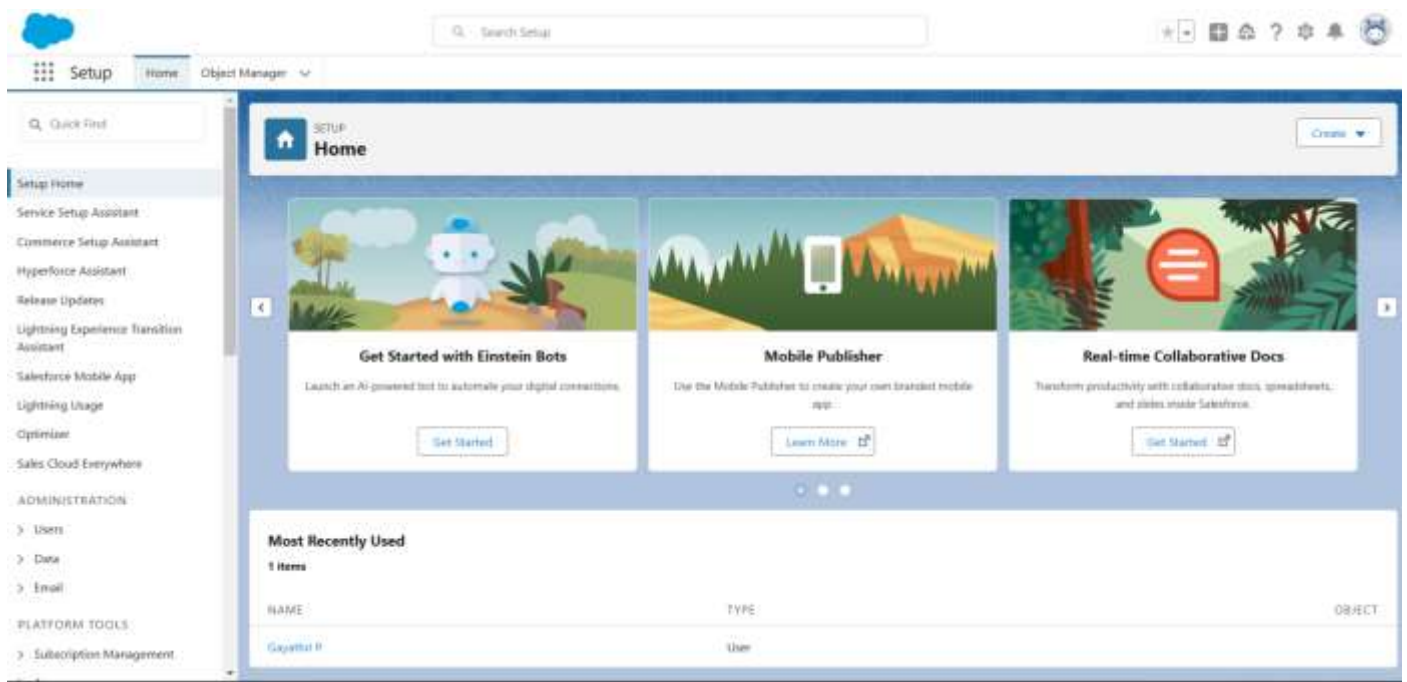 Search Setup
Setup
Home
Object Manager
Quick Find
Setup Home
Service Setup Assistant
Commerce Setup Assistant
Hyperforce Assistant
Release Updates
Lightning Experience Transition
Assistant
Salesforce Mobile App
Lightning Usage
Optimizer
Sales Cloud Everywhere
ADMINISTRATION
Users
Data
Email
PLATFORM TOOLS
Subscription Management
SETUP
Home
Create
Get Started with Einstein Bots
Launch an AI-powered bot to automate your digital connections.
Get Started
Mobile Publisher
Use the Mobile Publisher to create your own branded mobile
app.
Learn More
Real-time Collaborative Docs
Transform productivity with collaborative docs, spreadsheets,
and slides inside Salesforce.
Get Started
Most Recently Used
1 items
NAME TYPE OBJECT
User